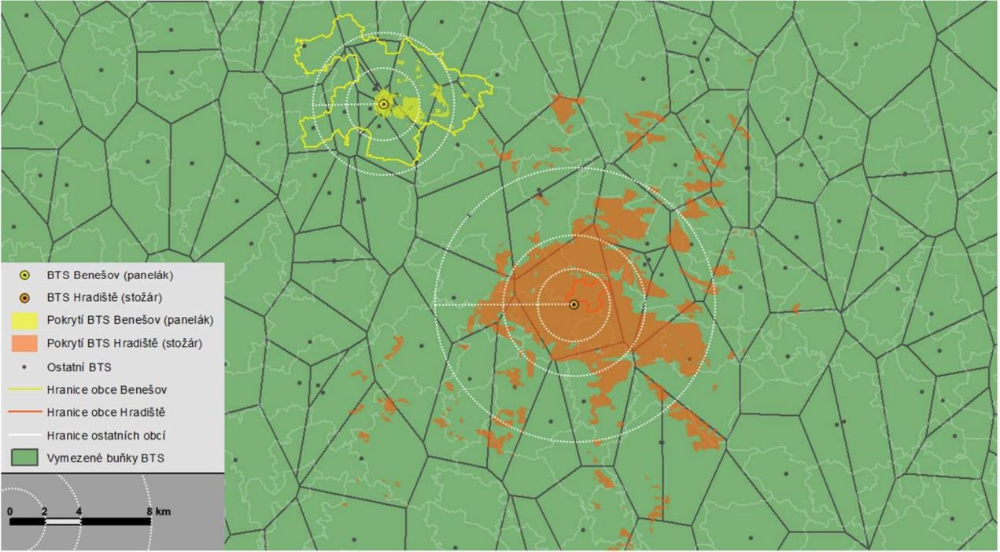 BTS Benešov (panelák)
BTS Hradiště (stožár)
Pokrytí BTS Benešov (panelák)
Pokrytí BTS Hradiště (stožár)
Ostatní BTS
Hranice obce Benešov
Hranice obce Hradiště
Hranice ostatních obcí
Vymezené buňky BTS
0 2 4 8 km